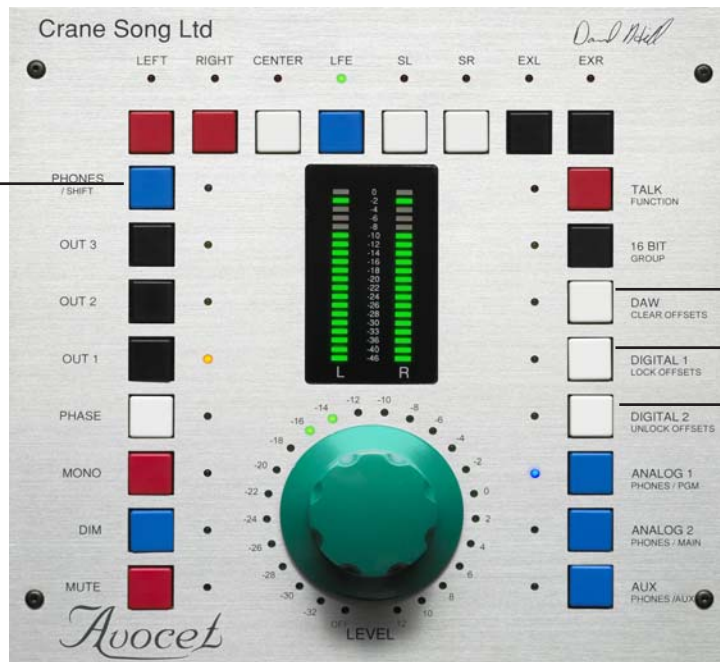 Crane Song Ltd
LEFT RIGHT CENTER LFE SL SR EXL EXR
PHONES
/ SHIFT
OUT 3
OUT 2
OUT 1
PHASE
MONO
DIM
MUTE
0
-2
-4
-6
-8
-10
-12
-14
-16
-18
-20
-22
-24
-26
-28
-30
-33
-36
-40
-46
L R
TALK
FUNCTION
16 BIT
GROUP
DAW
CLEAR OFFSETS
DIGITAL 1
LOCK OFFSETS
DIGITAL 2
UNLOCK OFFSETS
ANALOG 1
PHONES / PGM
ANALOG 2
PHONES / MAIN
AUX
PHONES /AUX
OFF -32 -30 -28 -26 -24 -22 -20 -18 -16 -14 -12 -10 -8 -6 -4 -2 0 2 4 6 8 10 12
LEVEL
Avocet